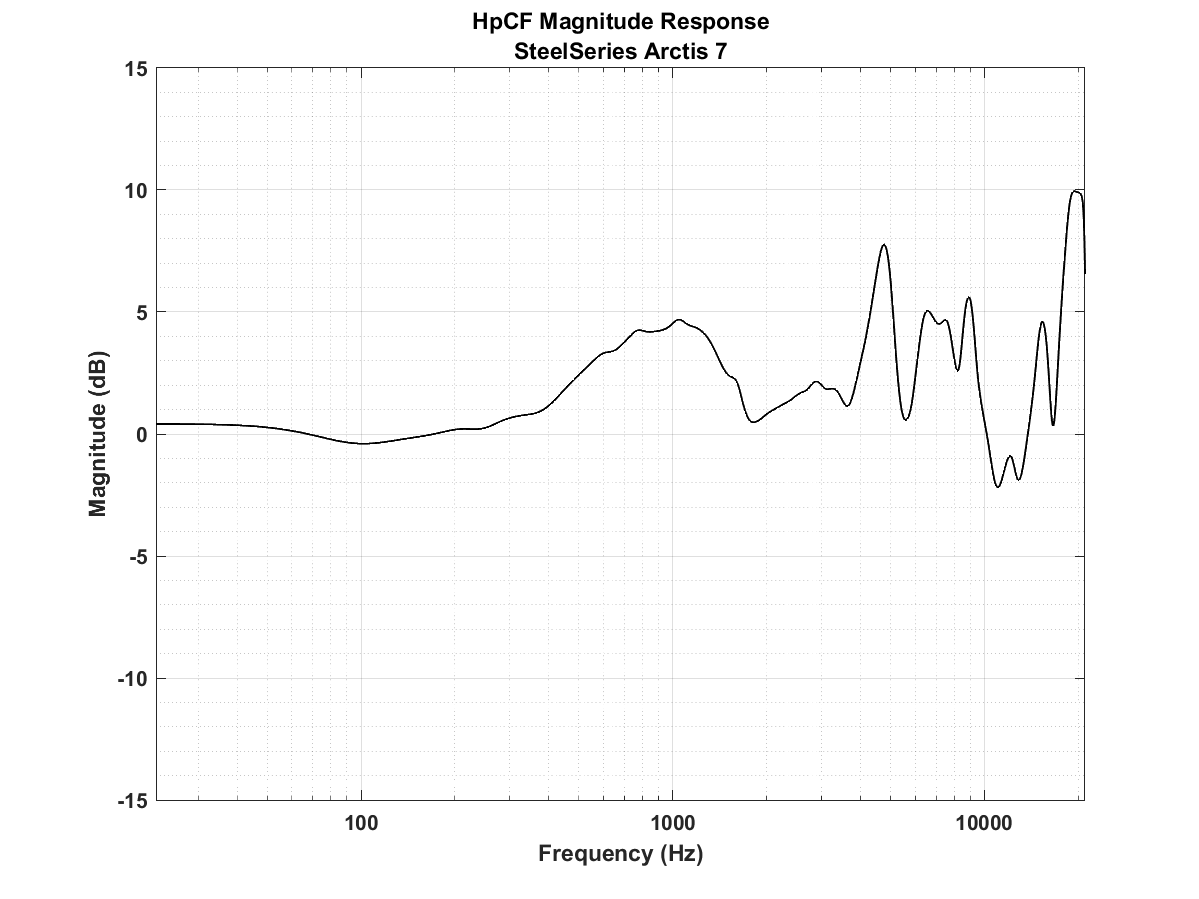 HpCF Magnitude Response
SteelSeries Arctis 7
15
10
5
0
-5
-10
-15
Magnitude (dB)
100
1000
10000
Frequency (Hz)